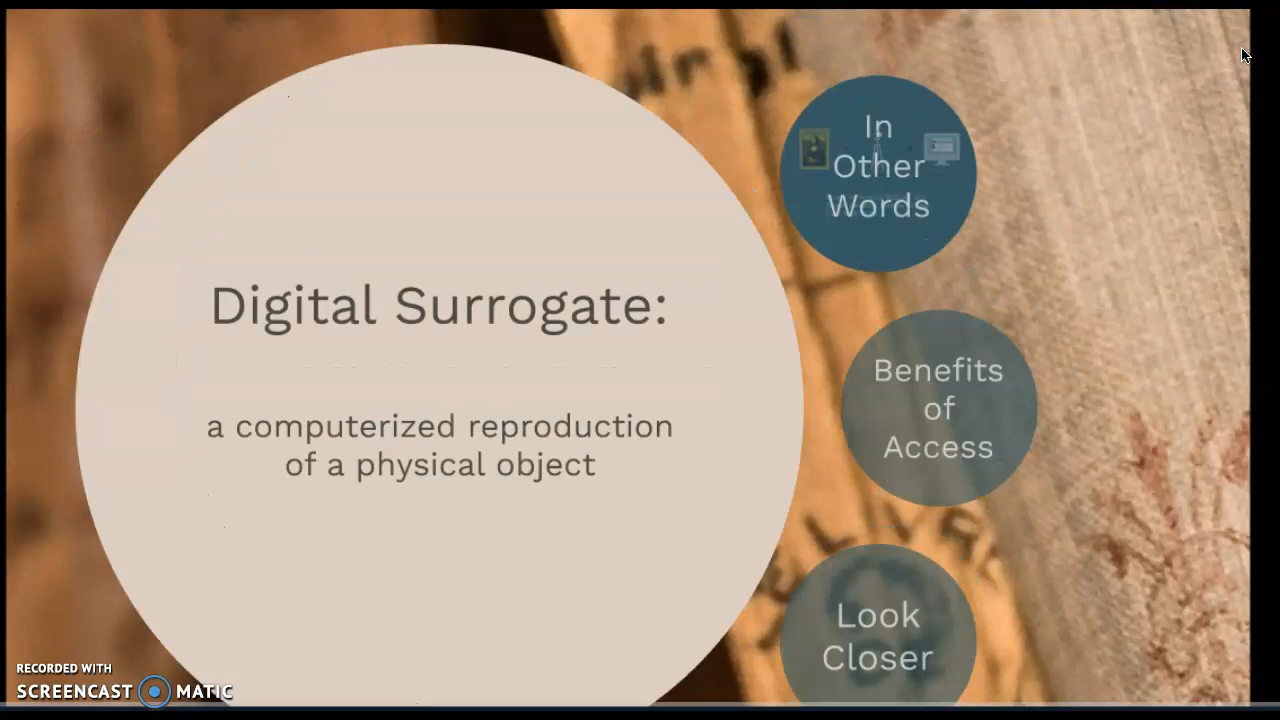 Digital Surrogate:
a computerized reproduction
of a physical object
In
Other
Words
Benefits
of
Access
Look
Closer
RECORDED WITH
SCREENCAST MATIC